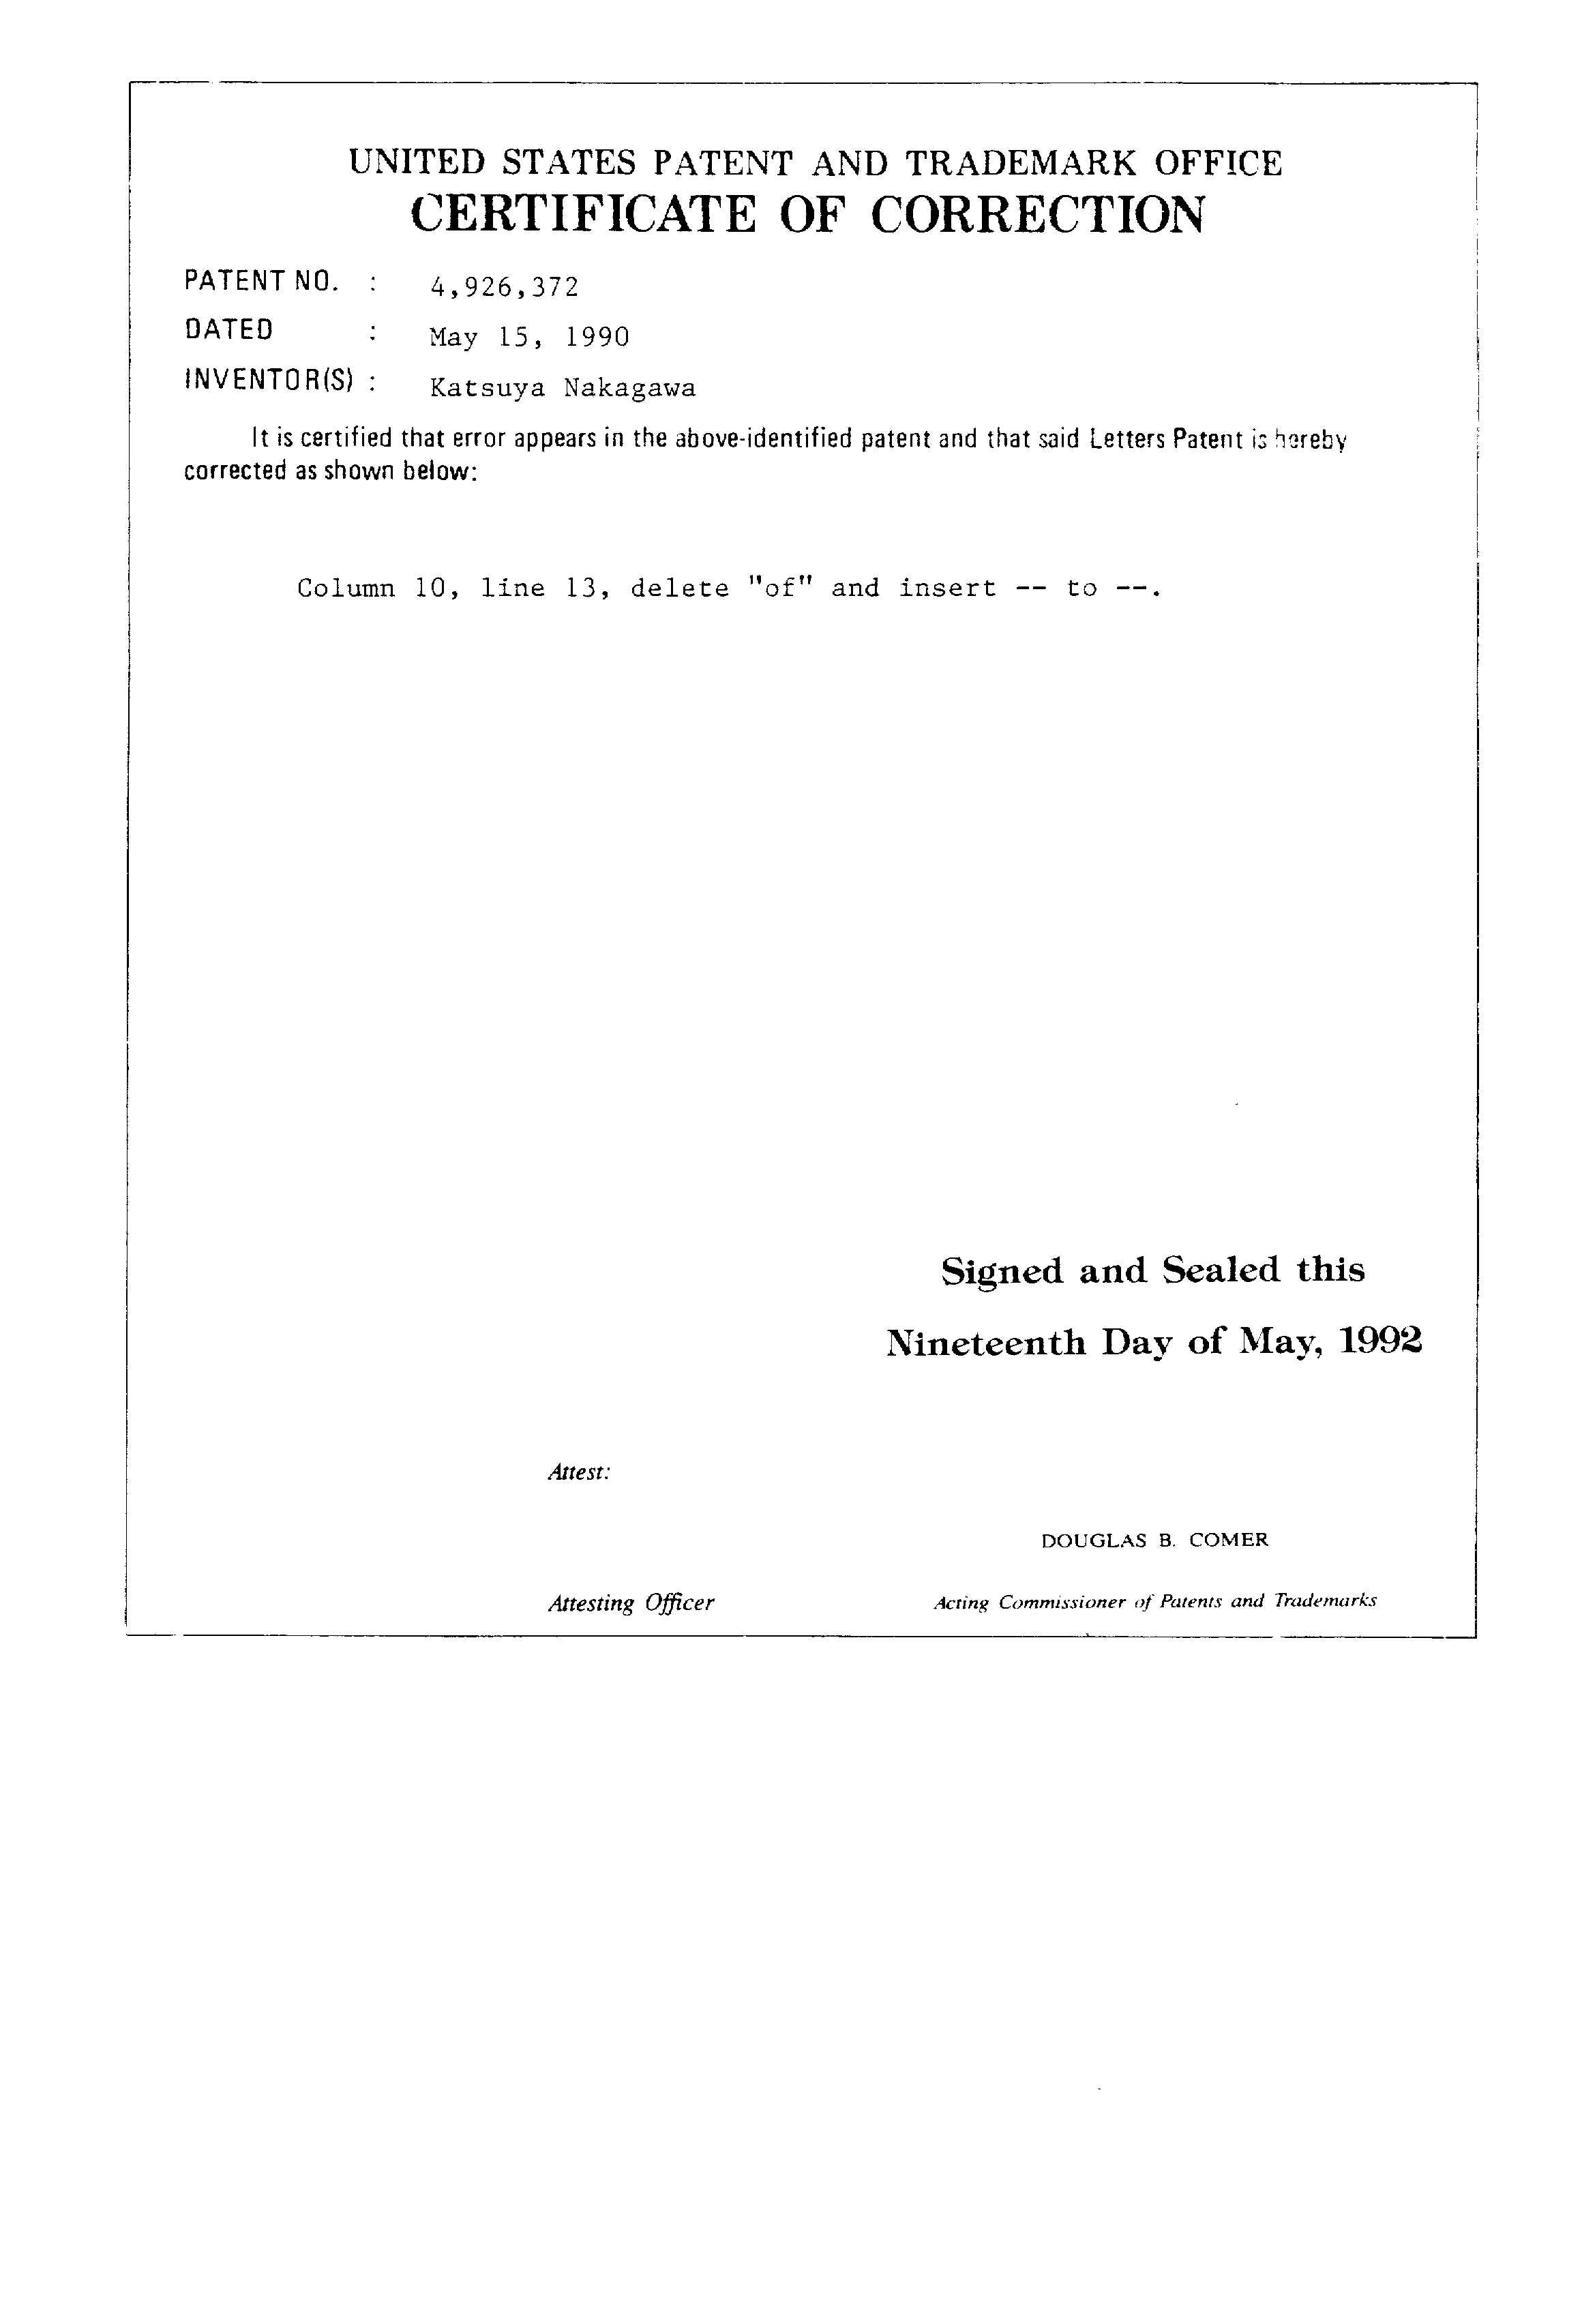 UNITED STATES PATENT AND TRADEMARK OFFICE
CERTIFICATE OF CORRECTION
PATENT NO. : 4,926,372
DATED : May 15, 1990
INVENTOR(S) : Katsuya Nakagawa
It is certified that error appears in the above-identified patent and that said Letters Patent is hereby
corrected as shown below:
Column 10, line 13, delete "of" and insert -- to --.
Signed and Sealed this
Nineteenth Day of May, 1992
Attest:
DOUGLAS B. COMER
Attesting Officer Acting Commissioner of Patents and Trademarks